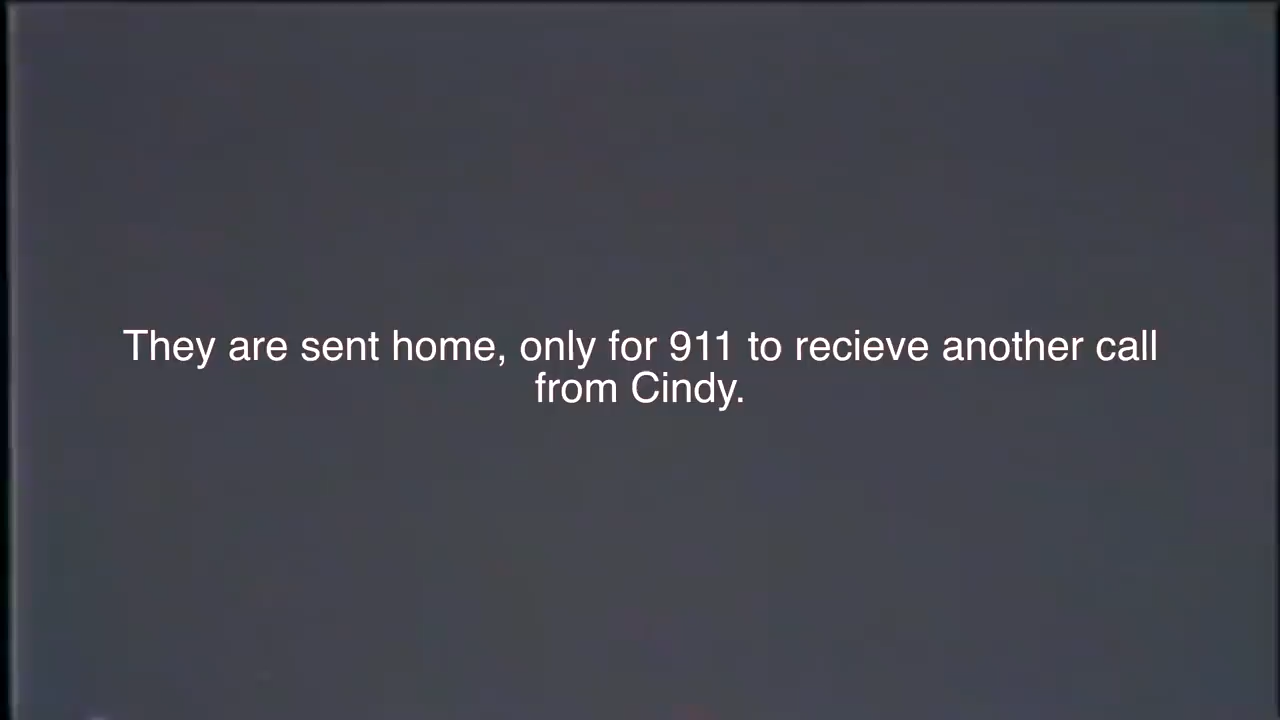 They are sent home, only for 911 to recieve another call
from Cindy.